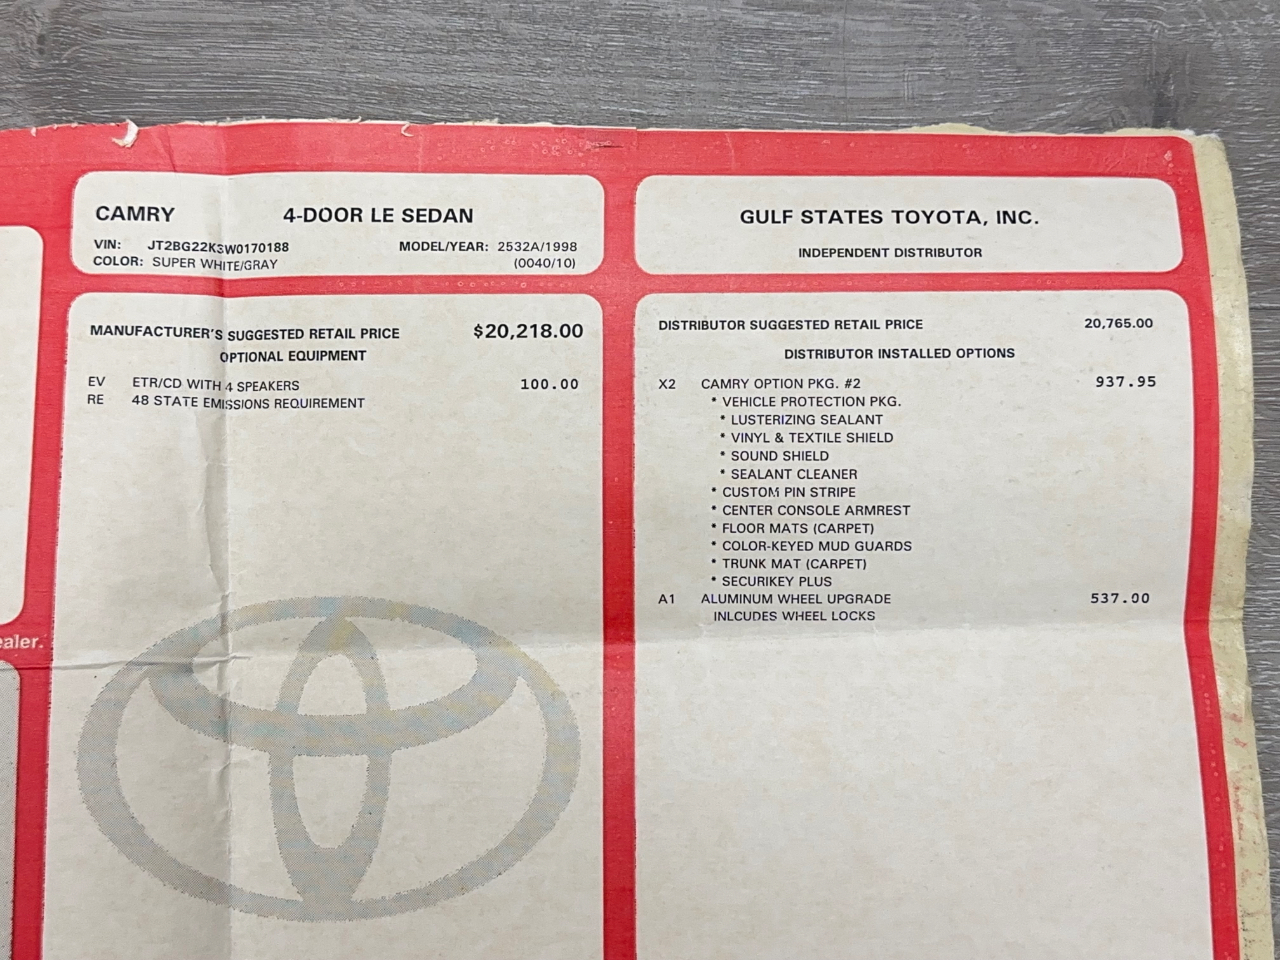 CAMRY 4-DOOR LE SEDAN
VIN: JT2BG22K3W0170188 MODEL/YEAR: 2532A/1998
COLOR: SUPER WHITE/GRAY (0040/10)
MANUFACTURER'S SUGGESTED RETAIL PRICE $20,218.00
OPTIONAL EQUIPMENT
EV ETR/CD WITH 4 SPEAKERS 100.00
RE 48 STATE EMISSIONS REQUIREMENT
ealer.
GULF STATES TOYOTA, INC.
INDEPENDENT DISTRIBUTOR
DISTRIBUTOR SUGGESTED RETAIL PRICE 20,765.00
DISTRIBUTOR INSTALLED OPTIONS
X2 CAMRY OPTION PKG. #2 937.95
* VEHICLE PROTECTION PKG.
* LUSTERIZING SEALANT
* VINYL & TEXTILE SHIELD
* SOUND SHIELD
* SEALANT CLEANER
* CUSTOM PIN STRIPE
* CENTER CONSOLE ARMREST
* FLOOR MATS (CARPET)
* COLOR-KEYED MUD GUARDS
* TRUNK MAT (CARPET)
* SECURIKEY PLUS
A1 ALUMINUM WHEEL UPGRADE 537.00
INLCUDES WHEEL LOCKS